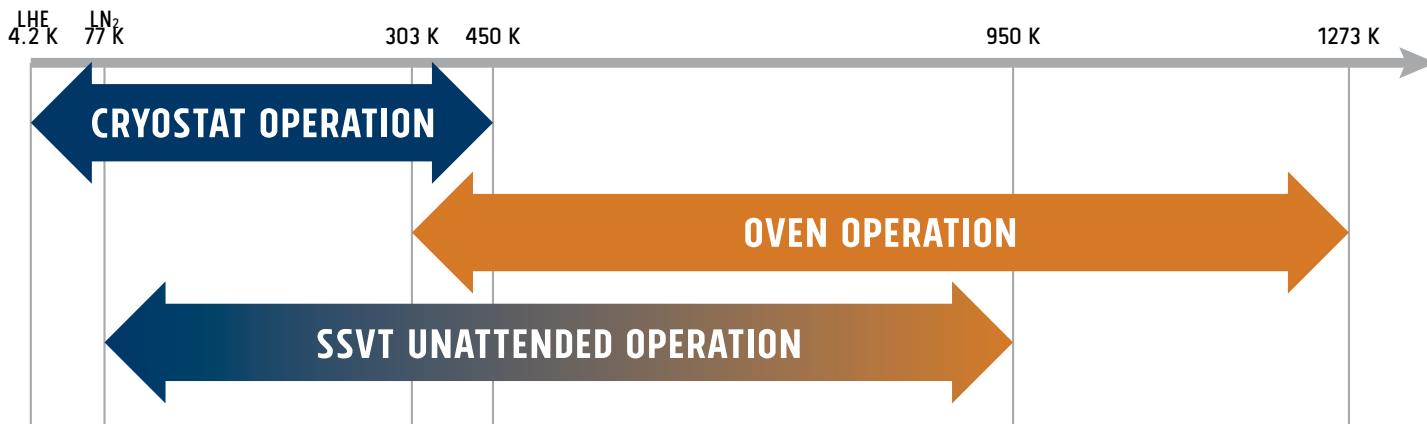 LHE LN₂
4.2 K 77 K 303 K 450 K 950 K 1273 K
CRYOSTAT OPERATION
OVEN OPERATION
SSVT UNATTENDED OPERATION